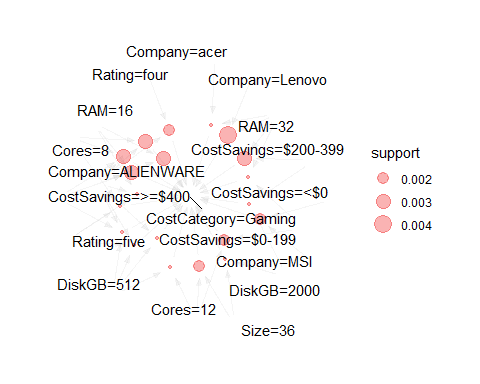 Company=acer
Rating=four
Company=Lenovo
RAM=16
RAM=32
Cores=8
CostSavings=$200-399
Company=ALIENWARE
CostSavings=>=$400
CostSavings=<$0
CostCategory=Gaming
Rating=five
CostSavings=$0-199
Company=MSI
DiskGB=512
DiskGB=2000
Cores=12
Size=36
support
0.002
0.003
0.004